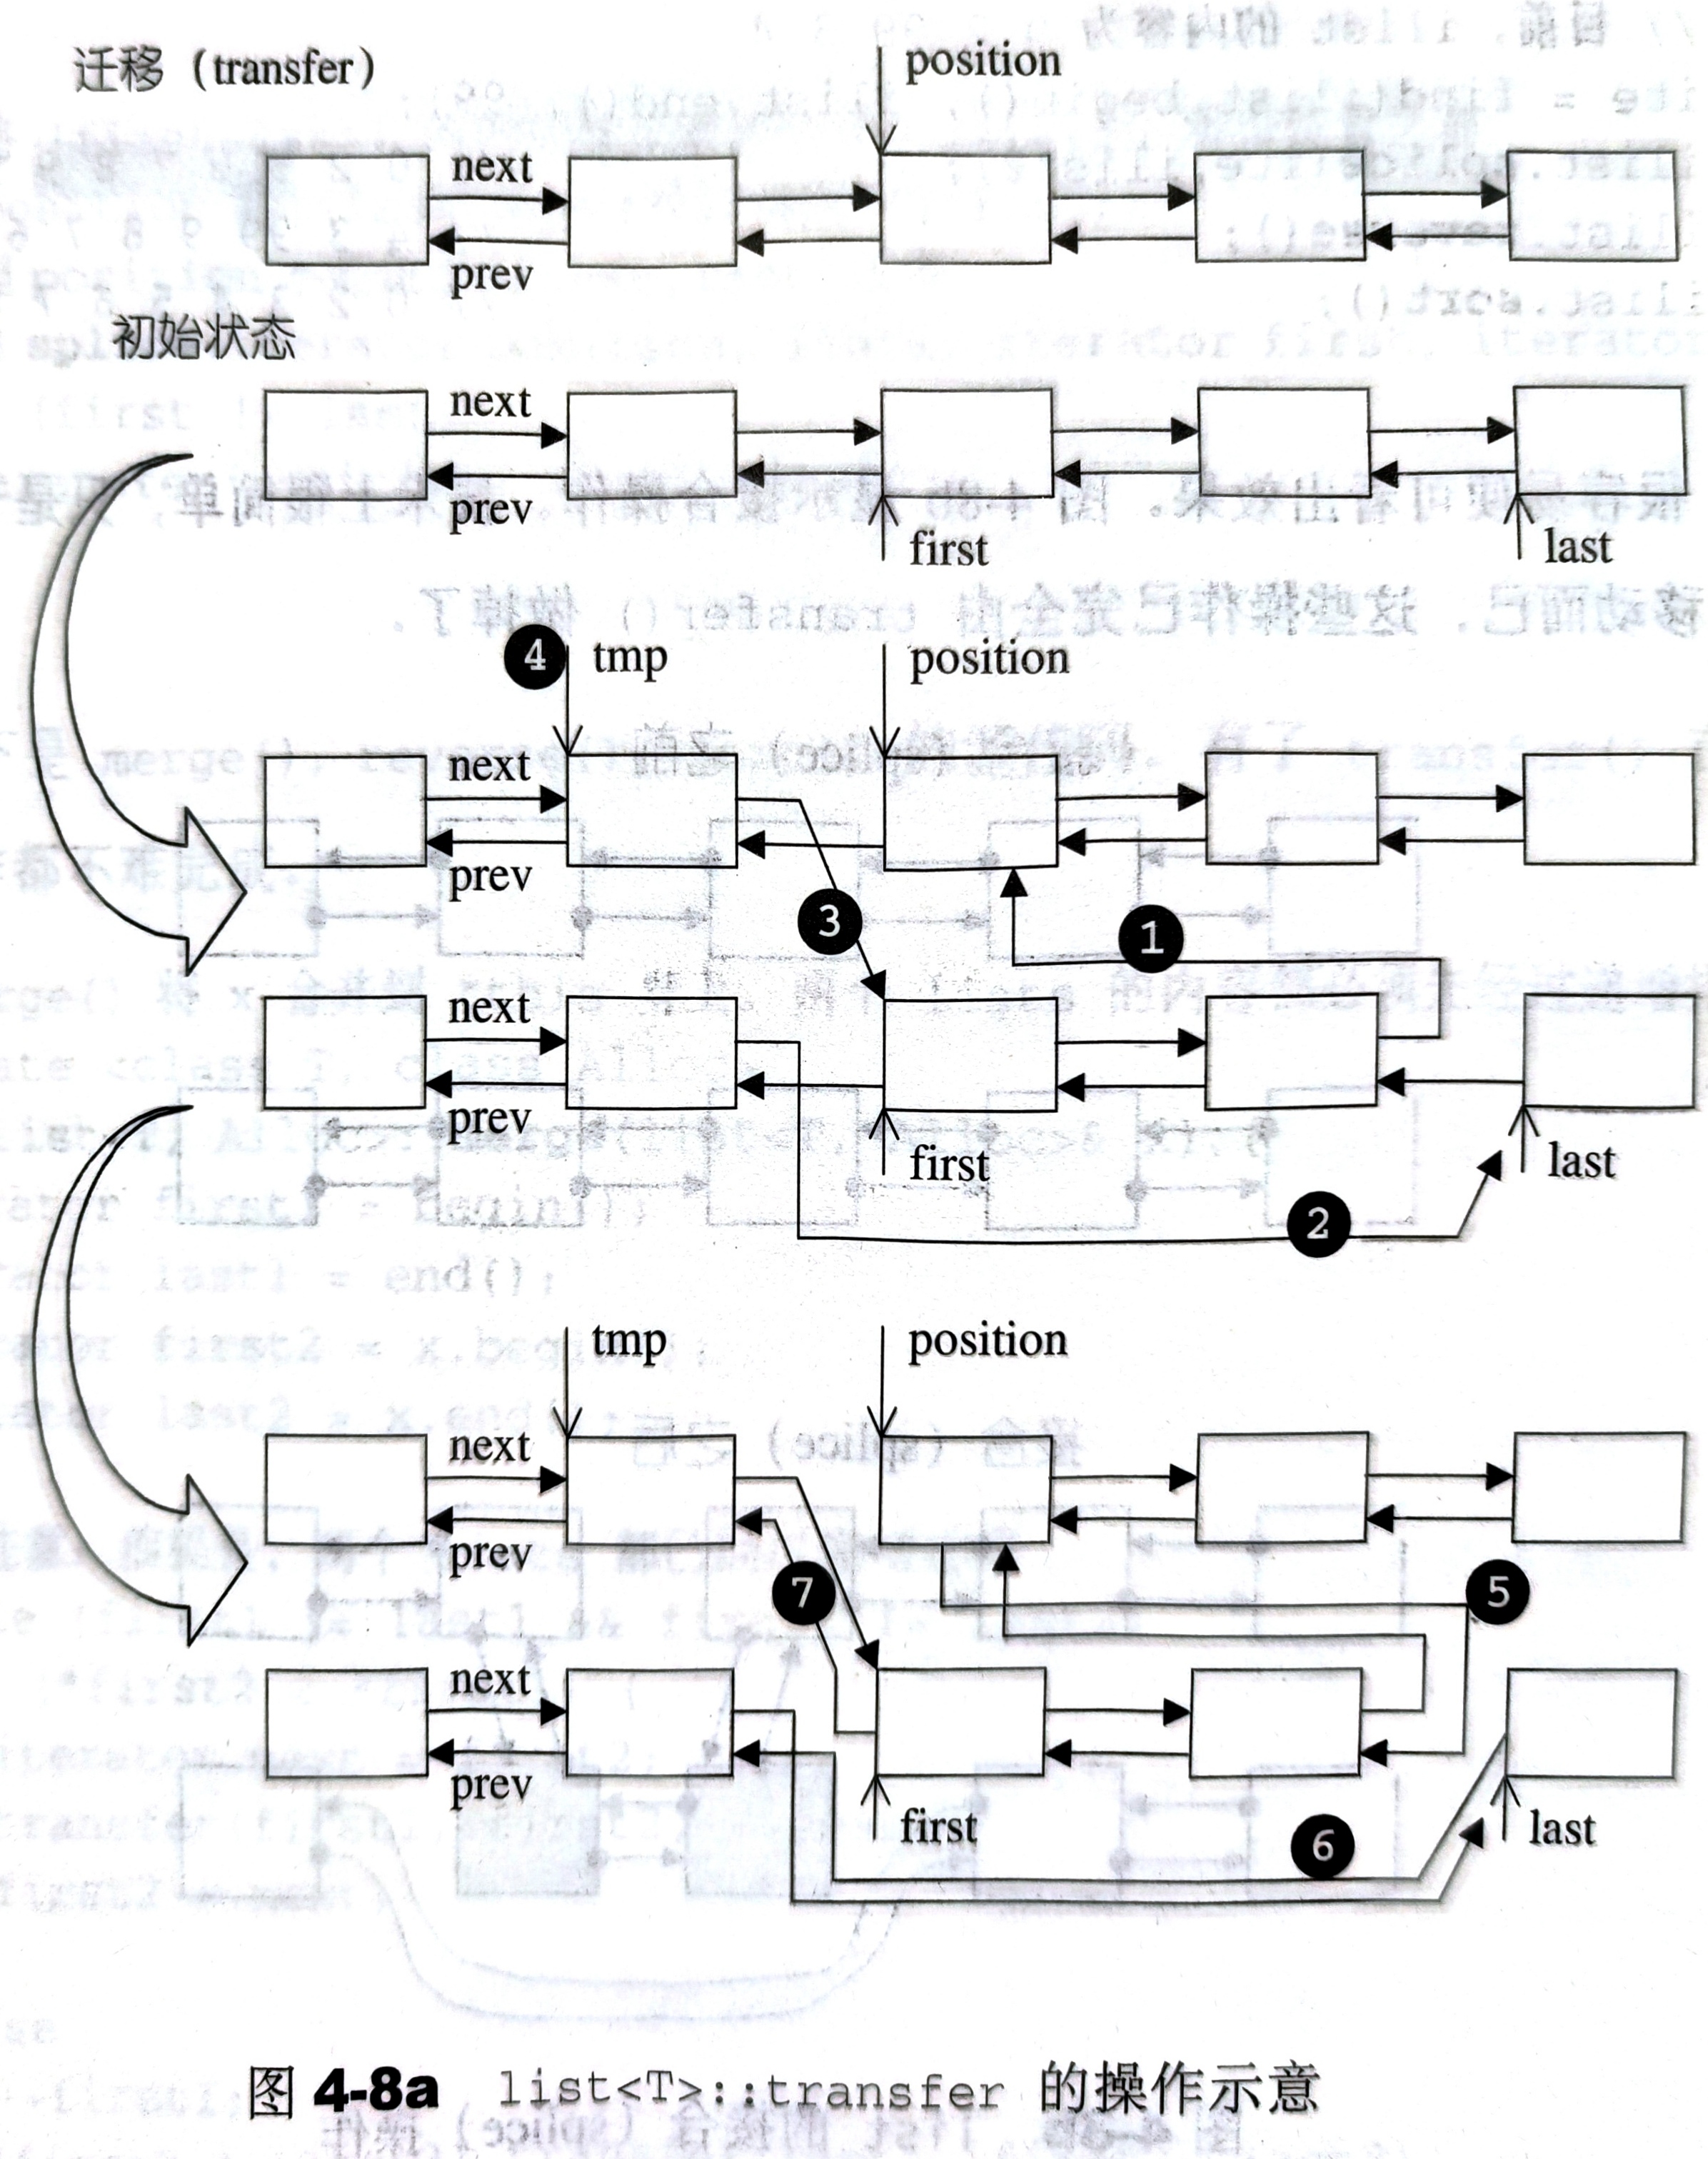 迁移 (transfer)
position
next
prev
初始状态
next
prev
first
last
4
tmp
position
next
prev
3
1
next
prev
first
last
2
tmp
position
next
prev
7
5
next
prev
first
last
6
图 4-8a list<T>::transfer 的操作示意